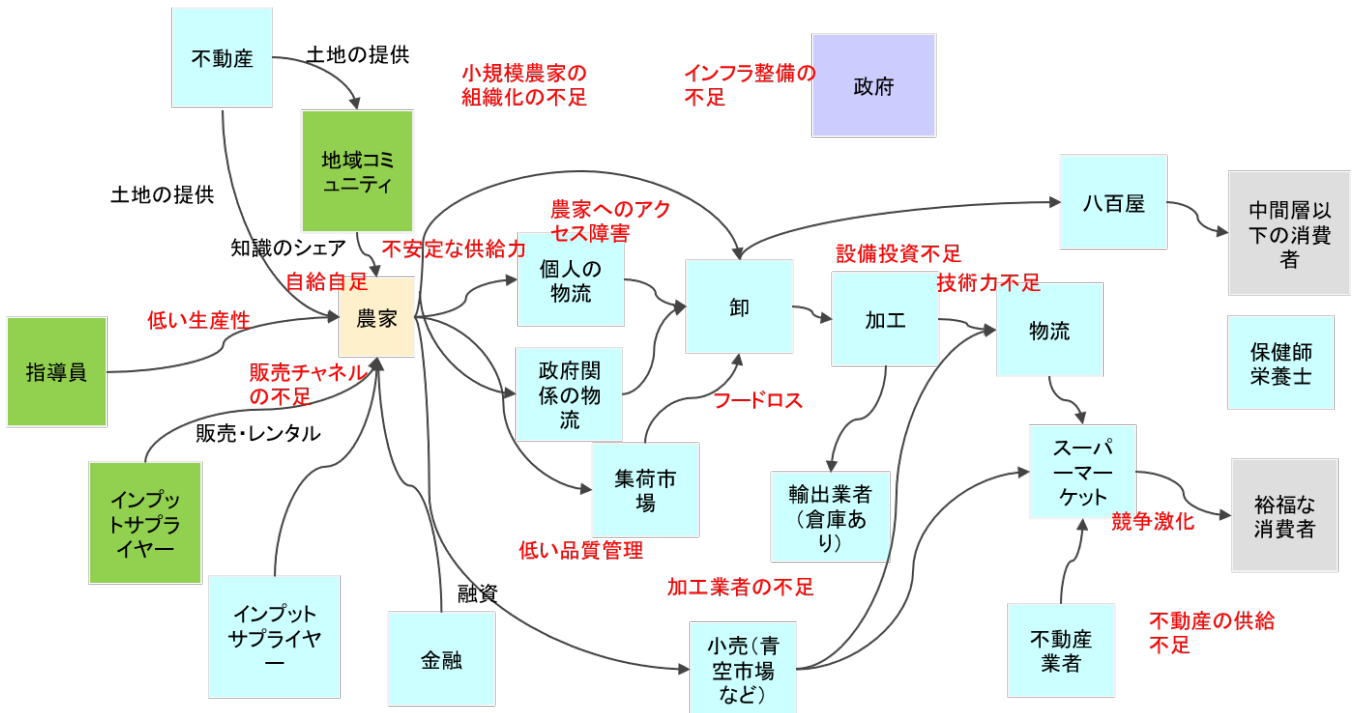 不動産
土地の提供
小規模農家の
組織化の不足
インフラ整備の
不足
政府
地域コミ
ュニティ
土地の提供
知識のシェア
不安定な供給力
農家へのアク
セス障害
八百屋
中間層以
下の消費
者
自給自足
農家
個人の
物流
卸
設備投資不足
加工
技術力不足
物流
低い生産性
指導員
販売チャネル
の不足
政府関
係の物
流
フードロス
保健師
栄養士
販売・レンタル
インプッ
トサプラ
イヤー
集荷市
場
輸出業者
(倉庫あ
り)
スーパ
ーマー
ケット
競争激化
裕福な
消費者
低い品質管理
インプット
サプライヤ
ー
融資
金融
加工業者の不足
小売(青
空市場
など)
不動産
業者
不動産の供給
不足